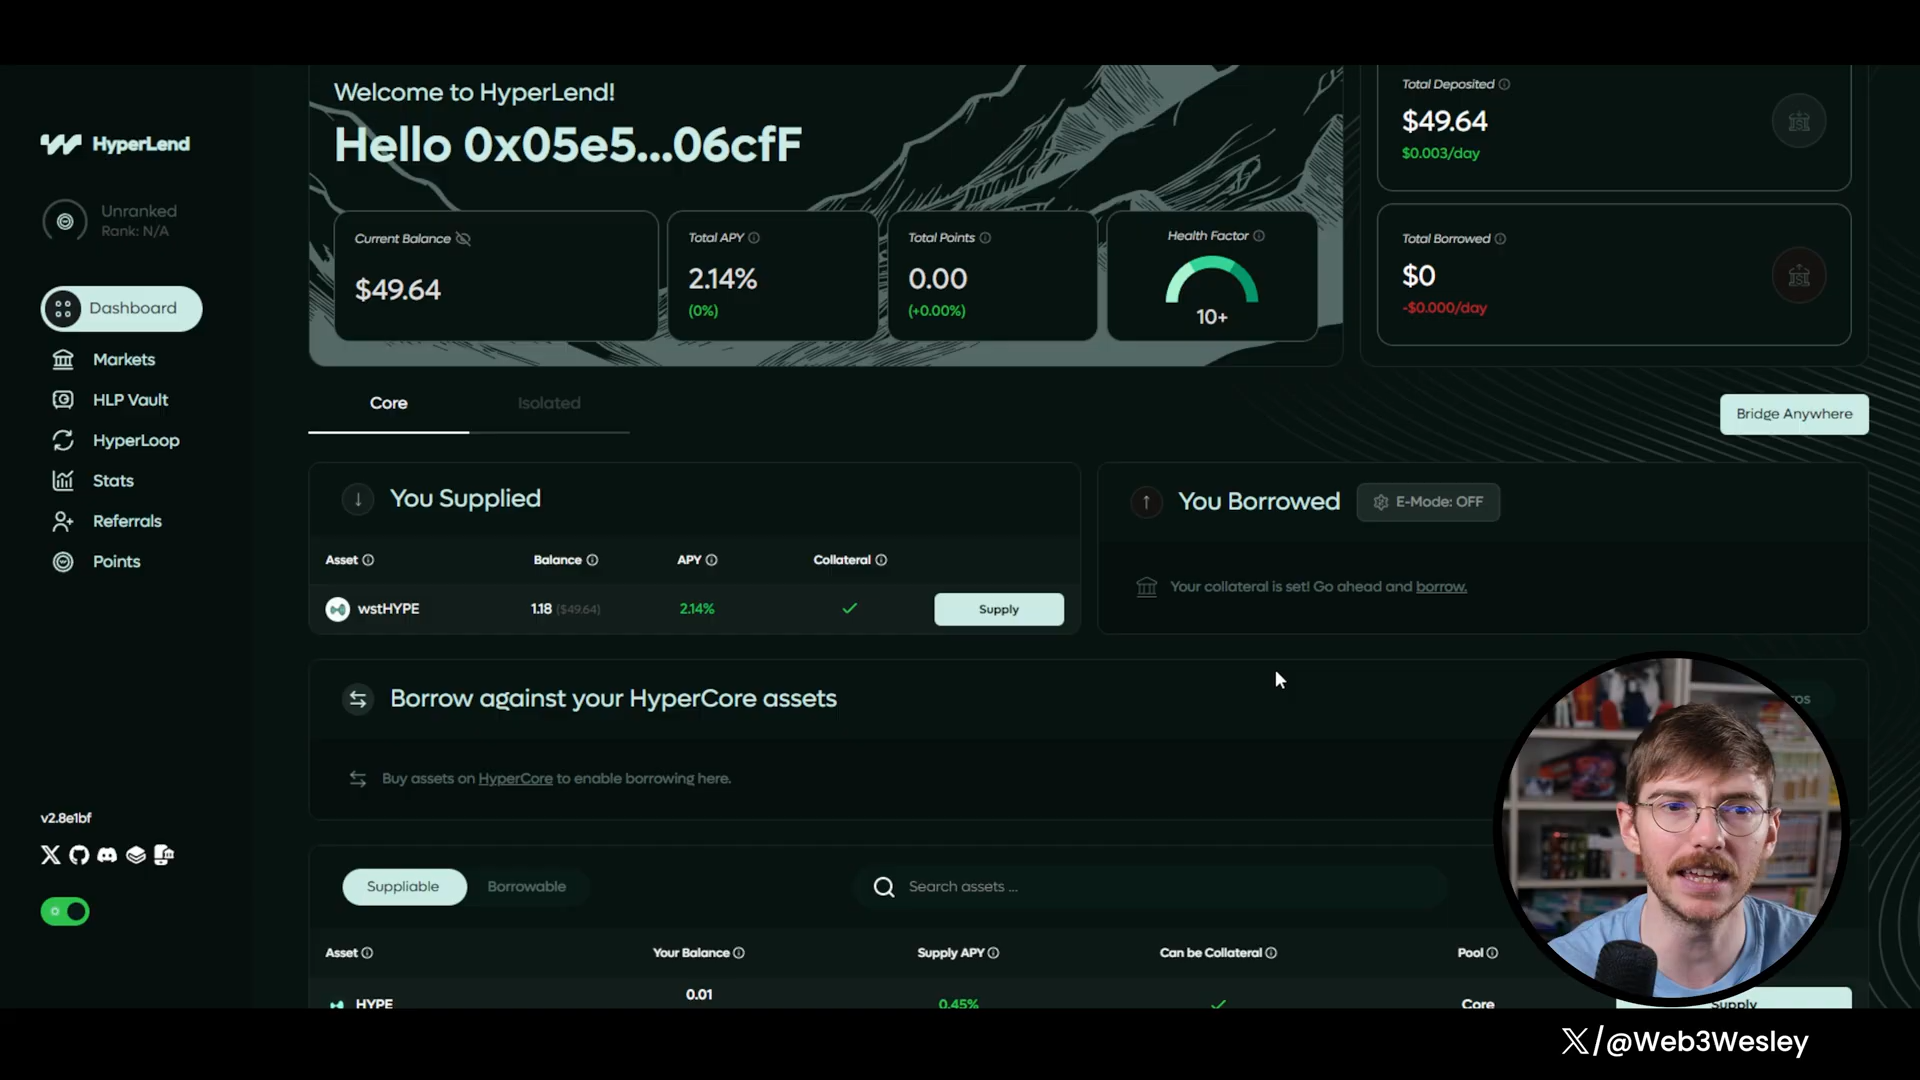 HyperLend
Unranked
Rank: N/A
Dashboard
Markets
HLP Vault
HyperLoop
Stats
Referrals
Points
v2.8e1bf
Welcome to HyperLend!
Hello 0x05e5...06cfF
Current Balance
$49.64
Total APY
2.14%
(0%)
Total Points
0.00
(+0.00%)
Health Factor
10+
Total Deposited
$49.64
$0.003/day
Total Borrowed
$0
-$0.000/day
Core Isolated
Bridge Anywhere
You Supplied
Asset Balance APY Collateral
wstHYPE 1.18 ($49.64) 2.14% Supply
You Borrowed E-Mode: OFF
Your collateral is set! Go ahead and borrow.
Borrow against your HyperCore assets
Buy assets on HyperCore to enable borrowing here.
Suppliable Borrowable Search assets ...
Asset Your Balance Supply APY Can be Collateral Pool
HYPE 0.01 0.45% Core Supply
X/@Web3Wesley